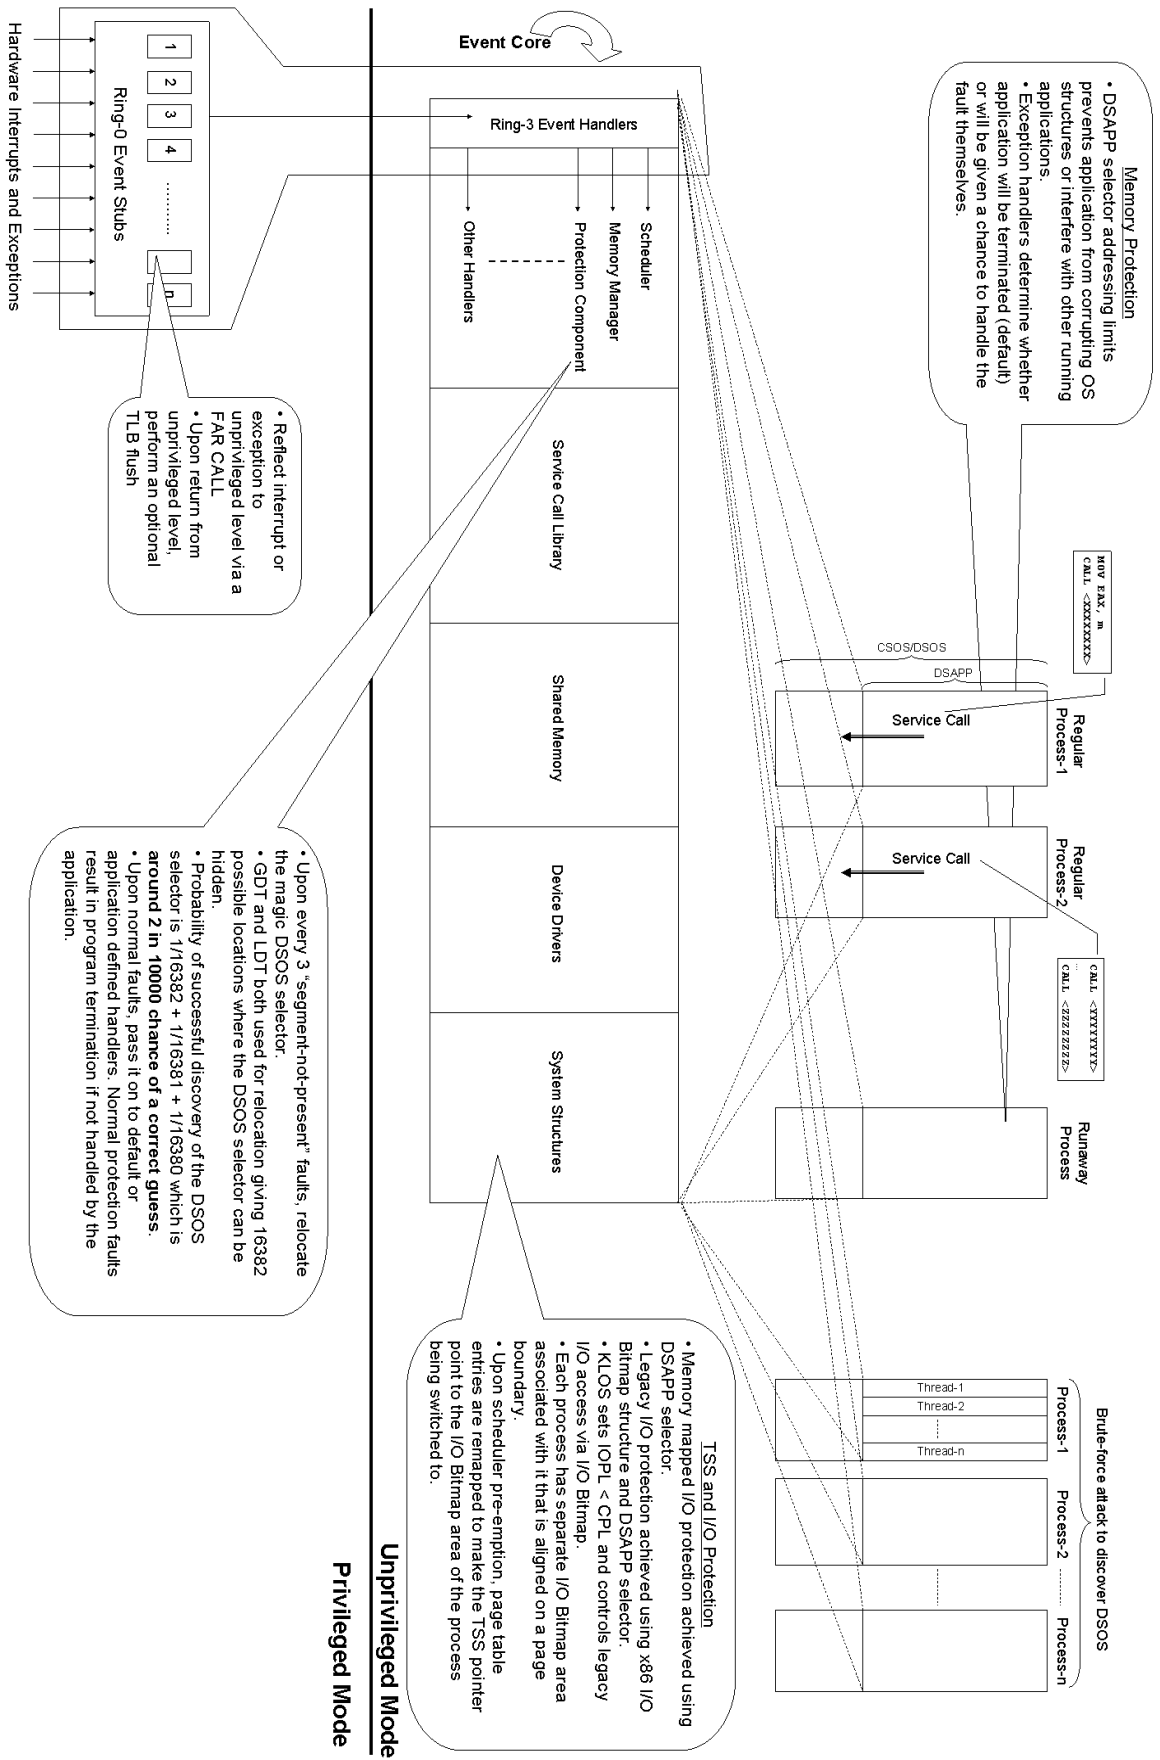 Memory Protection
• DSAPP selector addressing limits
prevents application from corrupting OS
structures or interfere with other running
applications.
• Exception handlers determine whether
application will be terminated (default)
or will be given a chance to handle the
fault themselves.
MOV EAX, m
CALL <XXXXXXXX>
CSOS/DSOS
DSAPP
Regular
Process-1
Service Call
Regular
Process-2
Service Call
CALL <YYYYYYYY>
CALL <ZZZZZZZZ>
Runaway
Process
Brute-force attack to discover DSOS
Process-1
Process-2
Process-n
Thread-1
Thread-2
Thread-n
Event Core
Ring-3 Event Handlers
Scheduler
Memory Manager
Protection Component
Other Handlers
Service Call Library
Shared Memory
Device Drivers
System Structures
TSS and I/O Protection
• Memory mapped I/O protection achieved using
DSAPP selector.
• Legacy I/O protection achieved using x86 I/O
Bitmap structure and DSAPP selector.
• KLOS sets IOPL < CPL and controls legacy
I/O access via I/O Bitmap.
• Each process has separate I/O Bitmap area
associated with it that is aligned on a page
boundary.
• Upon scheduler pre-emption, page table
entries are remapped to make the TSS pointer
point to the I/O Bitmap area of the process
being switched to.
Unprivileged Mode
Privileged Mode
1
2
3
4
n
Ring-0 Event Stubs
Hardware Interrupts and Exceptions
• Reflect interrupt or
exception to
unprivileged level via a
FAR CALL
• Upon return from
unprivileged level,
perform an optional
TLB flush
• Upon every 3 "segment-not-present" faults, relocate
the magic DSOS selector.
• GDT and LDT both used for relocation giving 16382
possible locations where the DSOS selector can be
hidden.
• Probability of successful discovery of the DSOS
selector is 1/16382 + 1/16381 + 1/16380 which is
around 2 in 10000 chance of a correct guess.
• Upon normal faults, pass it on to default or
application defined handlers. Normal protection faults
result in program termination if not handled by the
application.